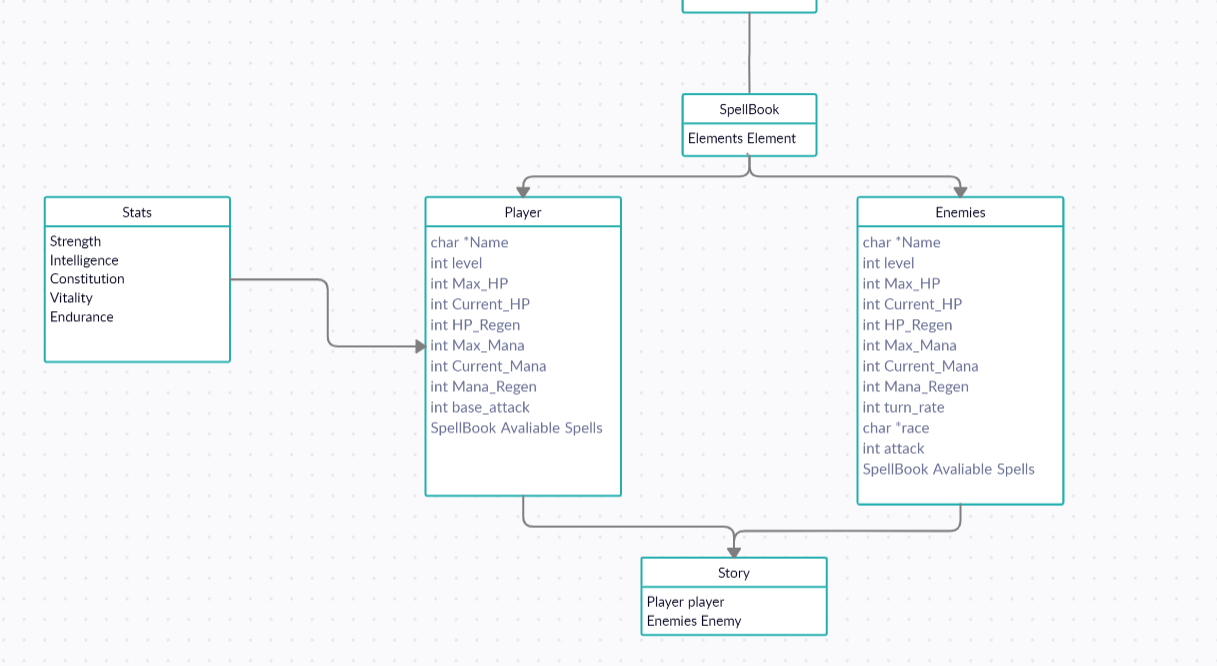 SpellBook
Elements Element
Stats
Strength
Intelligence
Constitution
Vitality
Endurance
Player
char *Name
int level
int Max_HP
int Current_HP
int HP_Regen
int Max_Mana
int Current_Mana
int Mana_Regen
int base_attack
SpellBook Avaliable Spells
Enemies
char *Name
int level
int Max_HP
int Current_HP
int HP_Regen
int Max_Mana
int Current_Mana
int Mana_Regen
int turn_rate
char *race
int attack
SpellBook Avaliable Spells
Story
Player player
Enemies Enemy